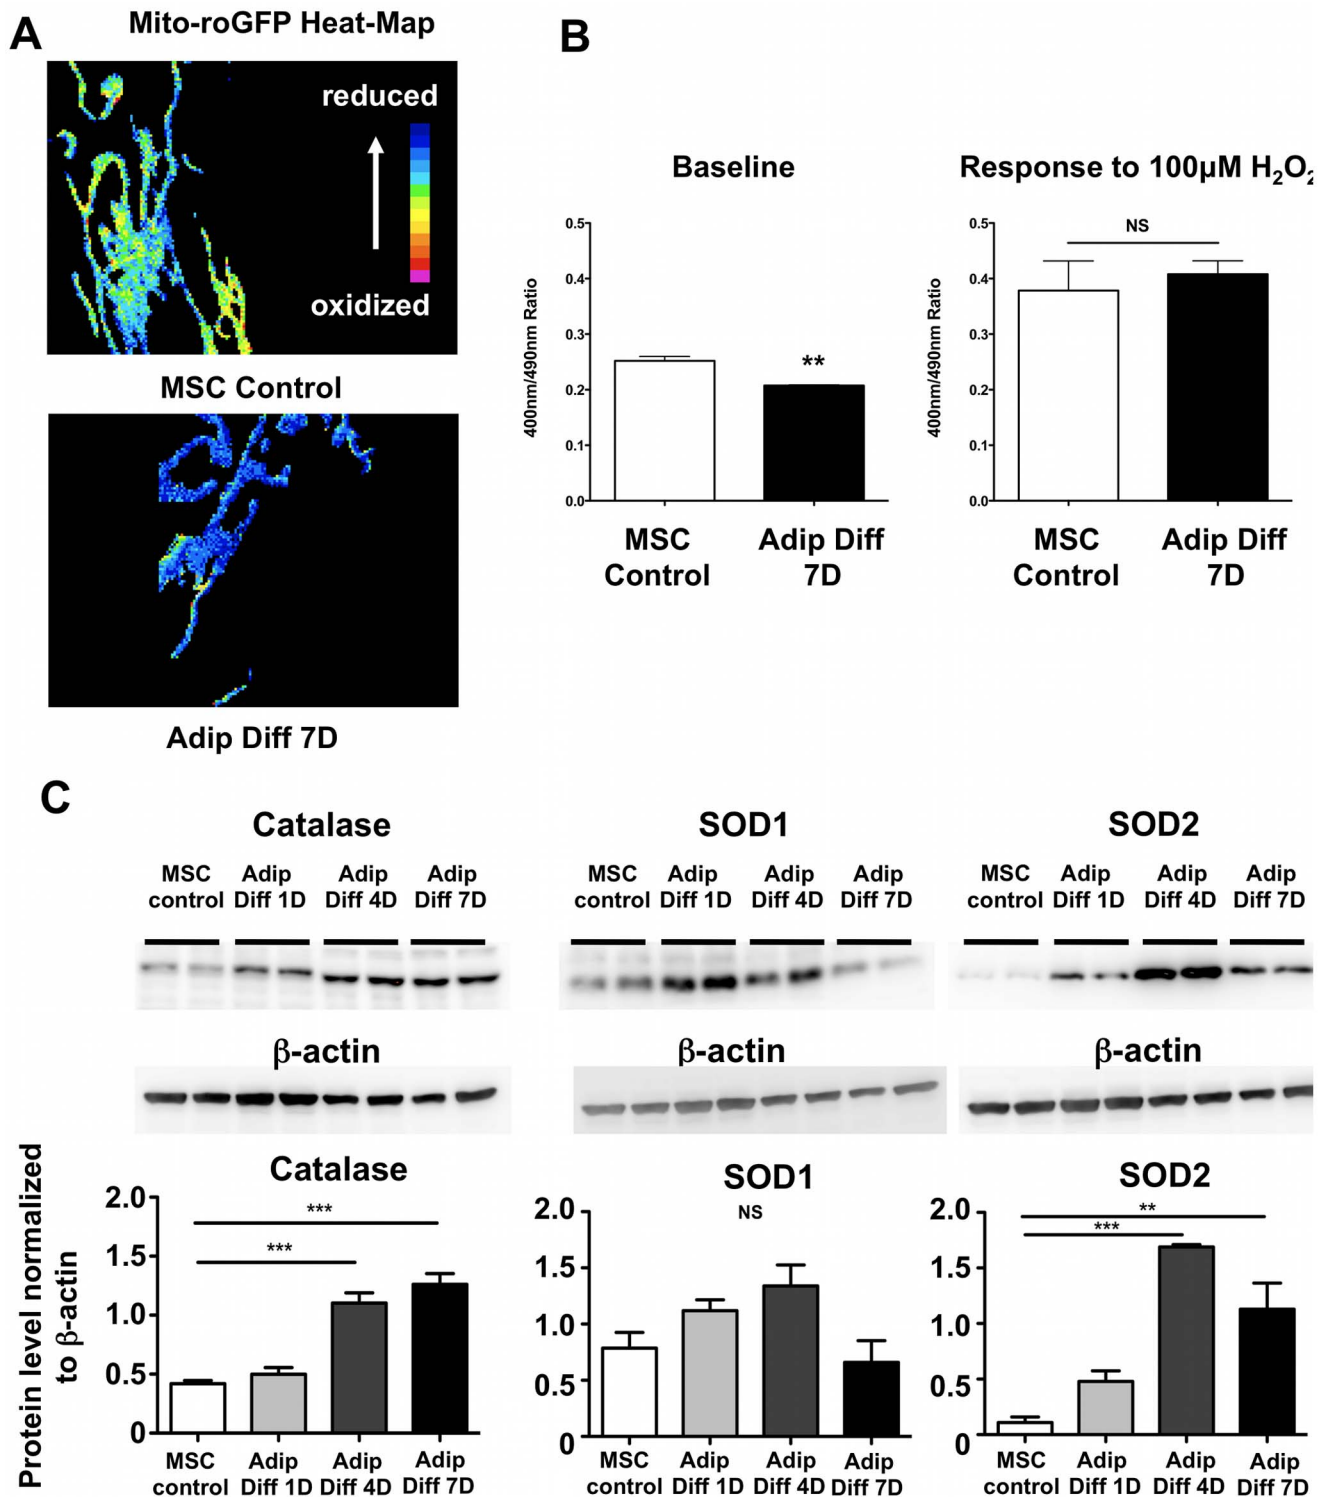 A
Mito-roGFP Heat-Map
reduced
oxidized
MSC Control
Adip Diff 7D
B
Baseline
0.5
0.4
0.3
0.2
0.1
0.0
400nm/490nm Ratio
**
MSC Control
Adip Diff 7D
Response to 100µM H₂O₂
0.5
0.4
0.3
0.2
0.1
0.0
400nm/490nm Ratio
NS
MSC Control
Adip Diff 7D
C
Catalase
MSC control
Adip Diff 1D
Adip Diff 4D
Adip Diff 7D
β-actin
SOD1
MSC control
Adip Diff 1D
Adip Diff 4D
Adip Diff 7D
β-actin
SOD2
MSC control
Adip Diff 1D
Adip Diff 4D
Adip Diff 7D
β-actin
Protein level normalized
to β-actin
Catalase
2.0
1.5
1.0
0.5
0
***
***
MSC control
Adip Diff 1D
Adip Diff 4D
Adip Diff 7D
SOD1
NS
2.0
1.5
1.0
0.5
0
MSC control
Adip Diff 1D
Adip Diff 4D
Adip Diff 7D
SOD2
2.0
1.5
1.0
0.5
0
**
***
MSC control
Adip Diff 1D
Adip Diff 4D
Adip Diff 7D